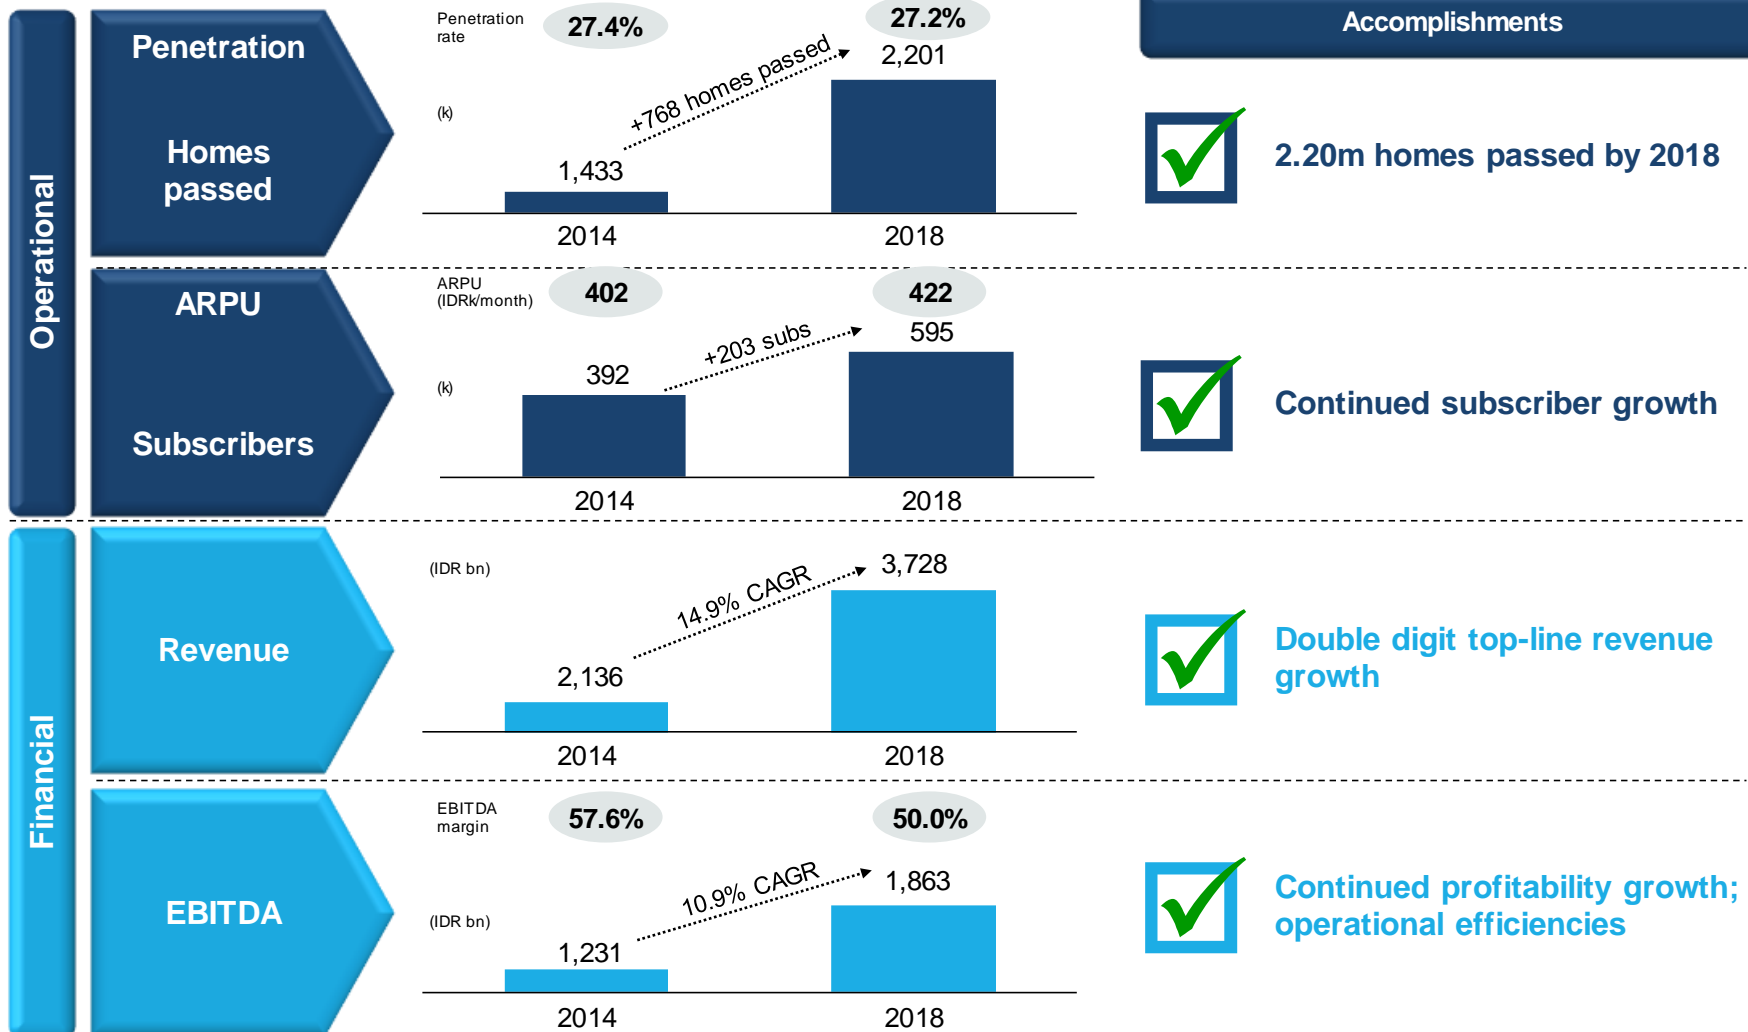 Accomplishments
Operational
Penetration
Homes
passed
Penetration
rate
27.4%
27.2%
(k)
+768 homes passed
1,433
2,201
2014
2018
2.20m homes passed by 2018
ARPU
Subscribers
ARPU
(IDRk/month)
402
422
(k)
+203 subs
392
595
2014
2018
Continued subscriber growth
Financial
Revenue
(IDR bn)
14.9% CAGR
2,136
3,728
2014
2018
Double digit top-line revenue
growth
EBITDA
EBITDA
margin
57.6%
50.0%
(IDR bn)
10.9% CAGR
1,231
1,863
2014
2018
Continued profitability growth;
operational efficiencies